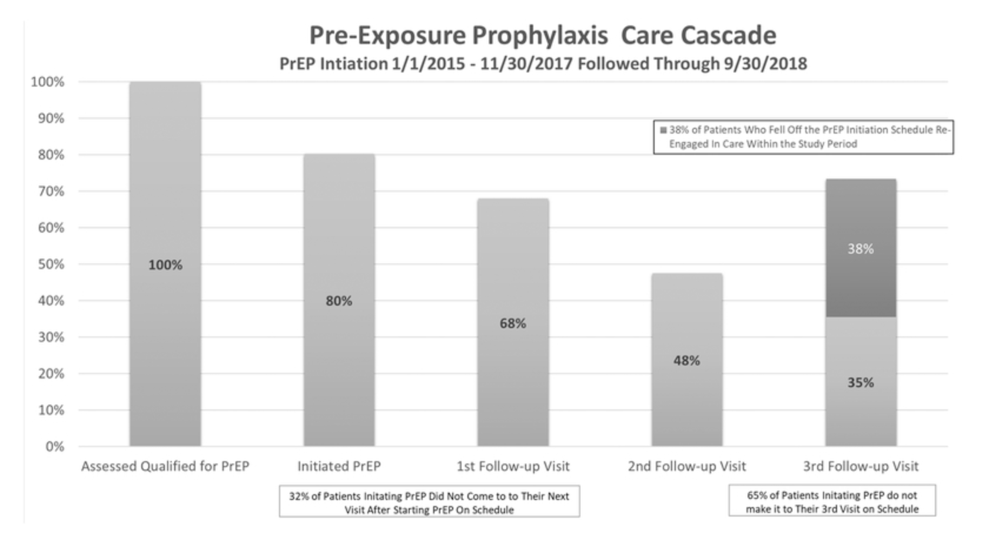 Pre-Exposure Prophylaxis Care Cascade
PrEP Intiation 1/1/2015 - 11/30/2017 Followed Through 9/30/2018
100%
90%
80%
70%
60%
50%
40%
30%
20%
10%
0%
38% of Patients Who Fell Off the PrEP Initiation Schedule Re-
Engaged In Care Within the Study Period
100%
80%
68%
48%
38%
35%
Assessed Qualified for PrEP
Initiated PrEP
1st Follow-up Visit
2nd Follow-up Visit
3rd Follow-up Visit
32% of Patients Initating PrEP Did Not Come to to Their Next
Visit After Starting PrEP On Schedule
65% of Patients Initating PrEP do not
make it to Their 3rd Visit on Schedule